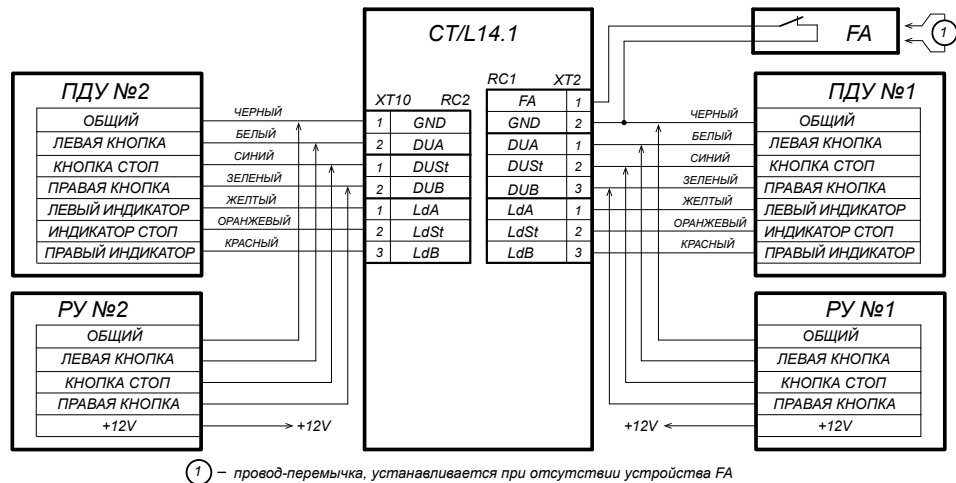 CT/L14.1
FA
1
ПДУ №2
ОБЩИЙ
ЛЕВАЯ КНОПКА
КНОПКА СТОП
ПРАВАЯ КНОПКА
ЛЕВЫЙ ИНДИКАТОР
ИНДИКАТОР СТОП
ПРАВЫЙ ИНДИКАТОР
ЧЕРНЫЙ
БЕЛЫЙ
СИНИЙ
ЗЕЛЕНЫЙ
ЖЕЛТЫЙ
ОРАНЖЕВЫЙ
КРАСНЫЙ
XT10 RC2
1 GND
2 DUA
1 DUSt
2 DUB
1 LdA
2 LdSt
3 LdB
RC1 XT2
FA 1
GND 2
DUA 1
DUSt 2
DUB 3
LdA 1
LdSt 2
LdB 3
ЧЕРНЫЙ
БЕЛЫЙ
СИНИЙ
ЗЕЛЕНЫЙ
ЖЕЛТЫЙ
ОРАНЖЕВЫЙ
КРАСНЫЙ
ПДУ №1
ОБЩИЙ
ЛЕВАЯ КНОПКА
КНОПКА СТОП
ПРАВАЯ КНОПКА
ЛЕВЫЙ ИНДИКАТОР
ИНДИКАТОР СТОП
ПРАВЫЙ ИНДИКАТОР
РУ №2
ОБЩИЙ
ЛЕВАЯ КНОПКА
КНОПКА СТОП
ПРАВАЯ КНОПКА
+12V
+12V
РУ №1
ОБЩИЙ
ЛЕВАЯ КНОПКА
КНОПКА СТОП
ПРАВАЯ КНОПКА
+12V
+12V
1 – провод-перемычка, устанавливается при отсутствии устройства FA